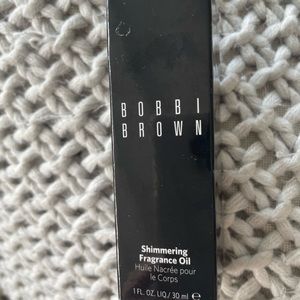 BOBBI
BROWN
Shimmering
Fragrance Oil
Huile Nacrée pour
le Corps
1 FL. OZ. LIQ./30 ml ℮